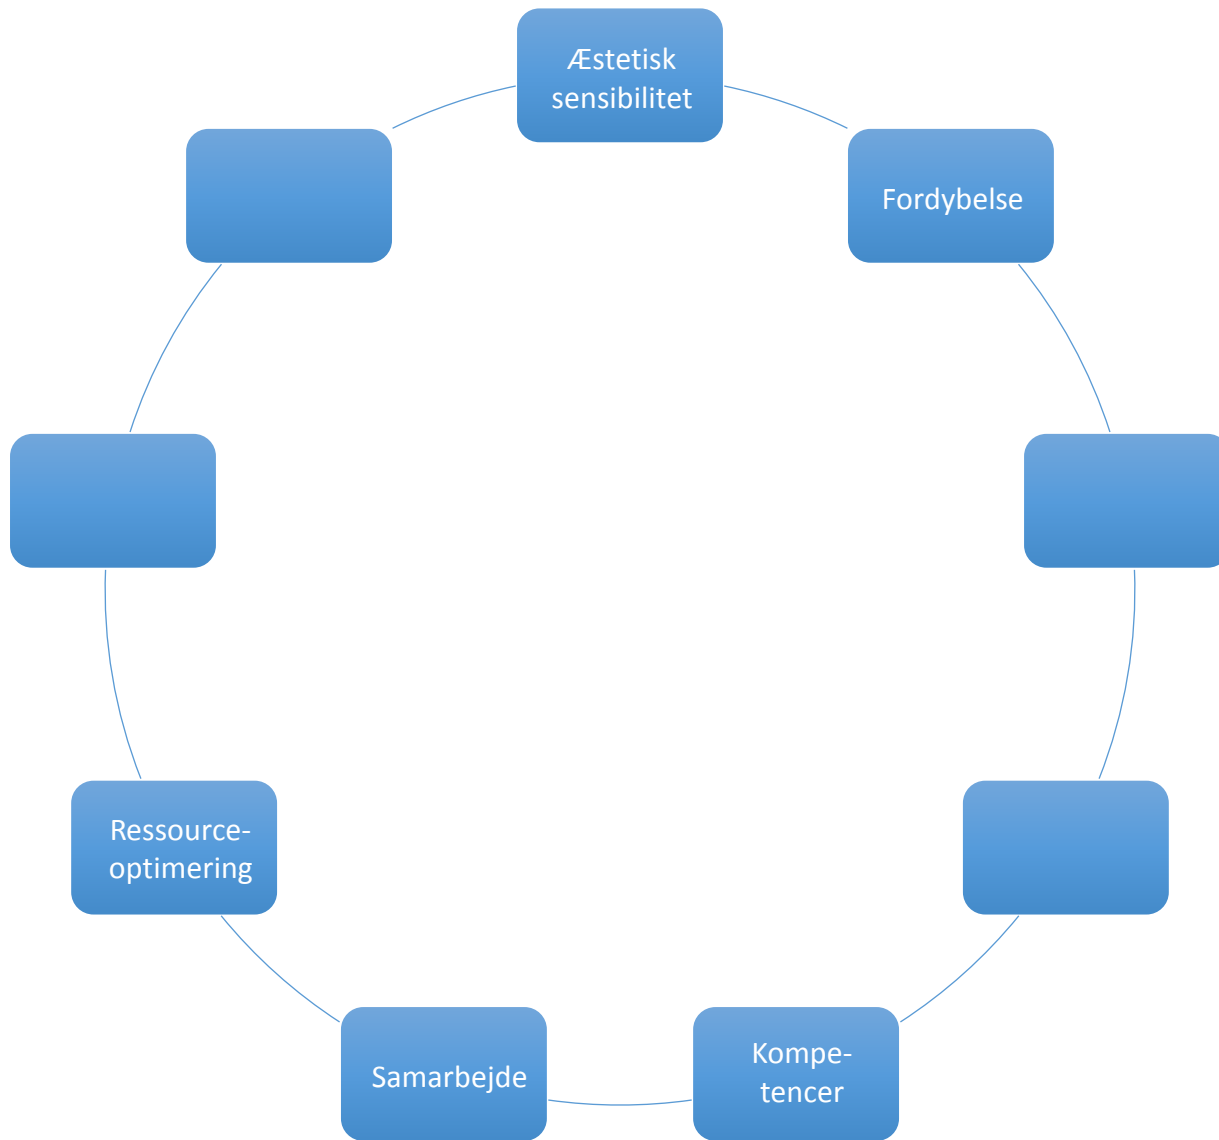 Æstetisk
sensibilitet
Fordybelse
Kompe-
tencer
Samarbejde
Ressource-
optimering